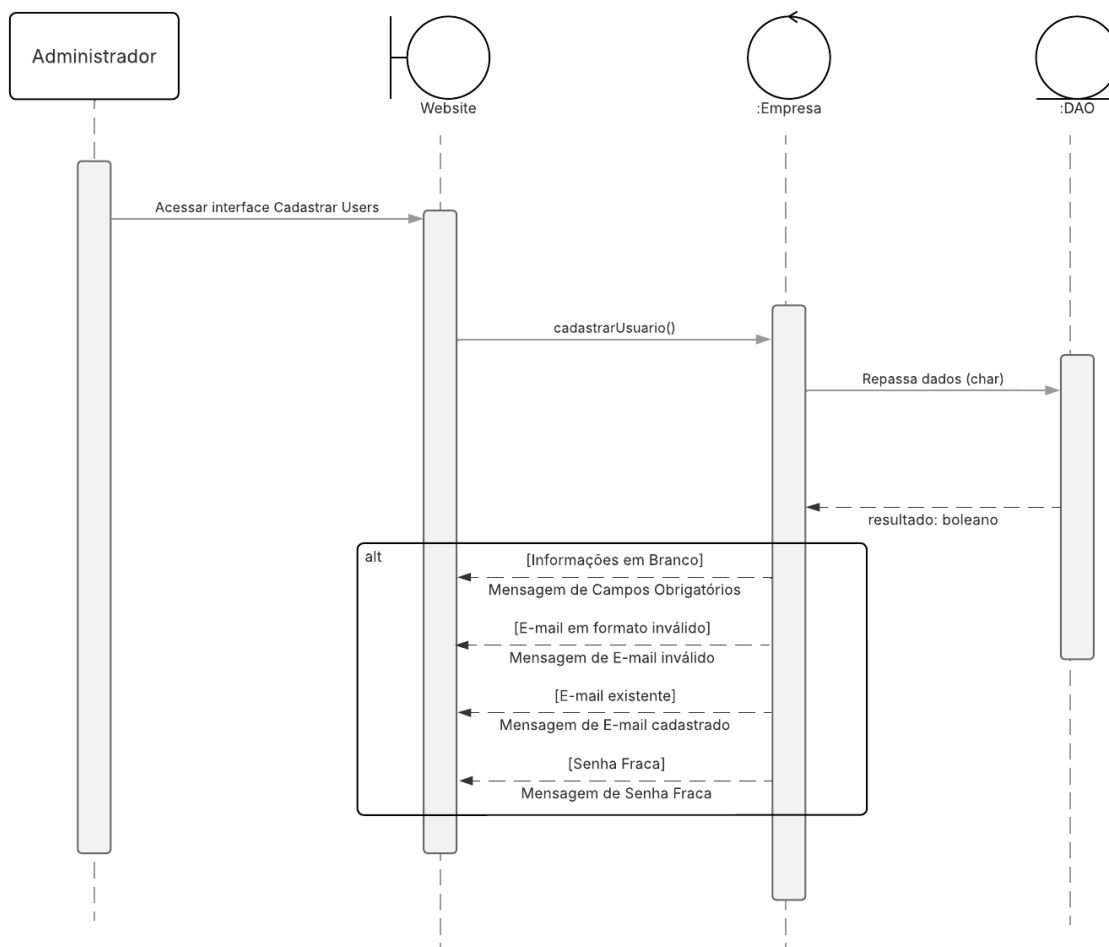 Administrador
Website
:Empresa
:DAO
Acessar interface Cadastrar Users
cadastrarUsuario()
Repassa dados (char)
resultado: boleano
alt
[Informações em Branco]
Mensagem de Campos Obrigatórios
[E-mail em formato inválido]
Mensagem de E-mail inválido
[E-mail existente]
Mensagem de E-mail cadastrado
[Senha Fraca]
Mensagem de Senha Fraca